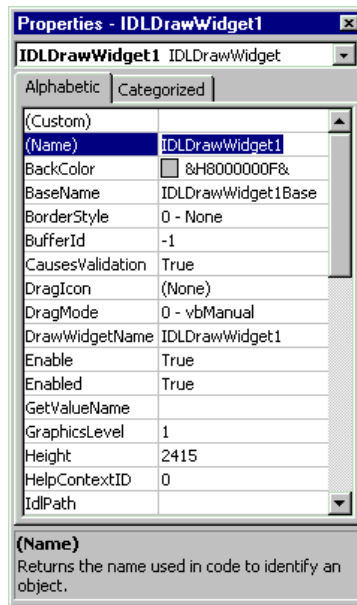 Properties - IDLDrawWidget1
IDLDrawWidget1 IDLDrawWidget
Alphabetic Categorized
(Custom)
(Name) IDLDrawWidget1
BackColor &H8000000F&
BaseName IDLDrawWidget1Base
BorderStyle 0 - None
BufferId -1
CausesValidation True
DragIcon (None)
DragMode 0 - vbManual
DrawWidgetName IDLDrawWidget1
Enable True
Enabled True
GetValueName
GraphicsLevel 1
Height 2415
HelpContextID 0
IdlPath
(Name)
Returns the name used in code to identify an
object.